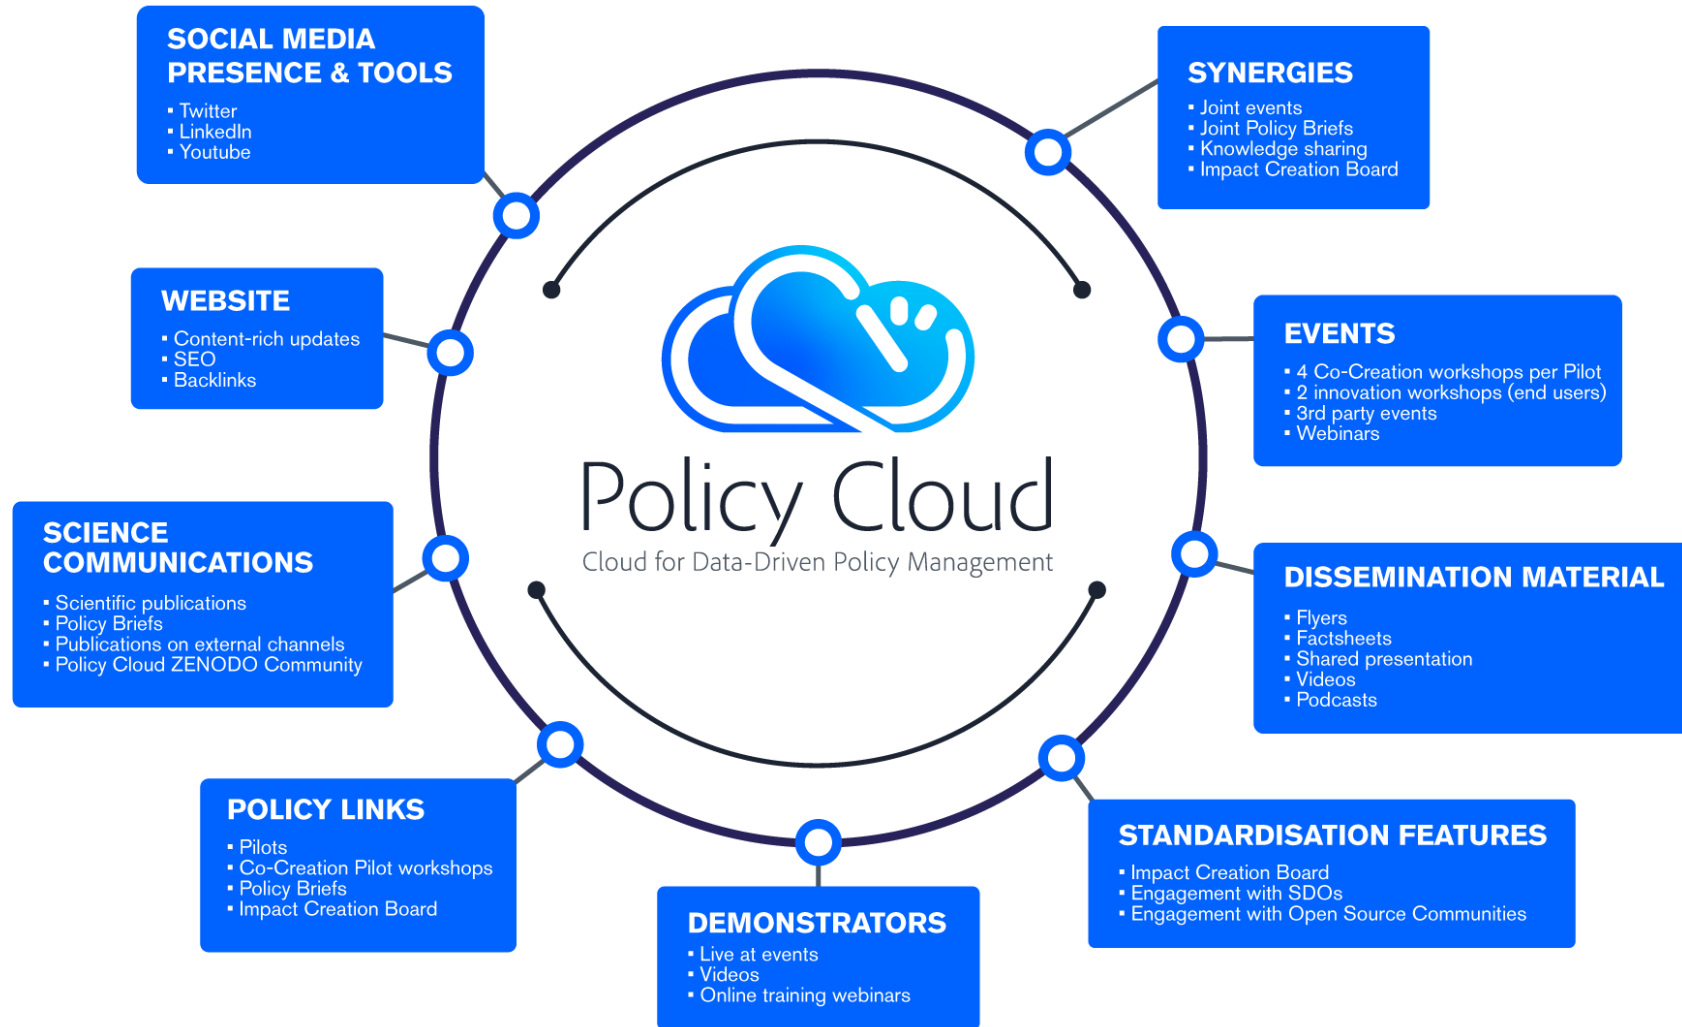 SOCIAL MEDIA
PRESENCE & TOOLS
▪ Twitter
▪ LinkedIn
▪ Youtube
SYNERGIES
▪ Joint events
▪ Joint Policy Briefs
▪ Knowledge sharing
▪ Impact Creation Board
WEBSITE
▪ Content-rich updates
▪ SEO
▪ Backlinks
EVENTS
▪ 4 Co-Creation workshops per Pilot
▪ 2 innovation workshops (end users)
▪ 3rd party events
▪ Webinars
Policy Cloud
Cloud for Data-Driven Policy Management
SCIENCE
COMMUNICATIONS
▪ Scientific publications
▪ Policy Briefs
▪ Publications on external channels
▪ Policy Cloud ZENODO Community
DISSEMINATION MATERIAL
▪ Flyers
▪ Factsheets
▪ Shared presentation
▪ Videos
▪ Podcasts
POLICY LINKS
▪ Pilots
▪ Co-Creation Pilot workshops
▪ Policy Briefs
▪ Impact Creation Board
STANDARDISATION FEATURES
▪ Impact Creation Board
▪ Engagement with SDOs
▪ Engagement with Open Source Communities
DEMONSTRATORS
▪ Live at events
▪ Videos
▪ Online training webinars